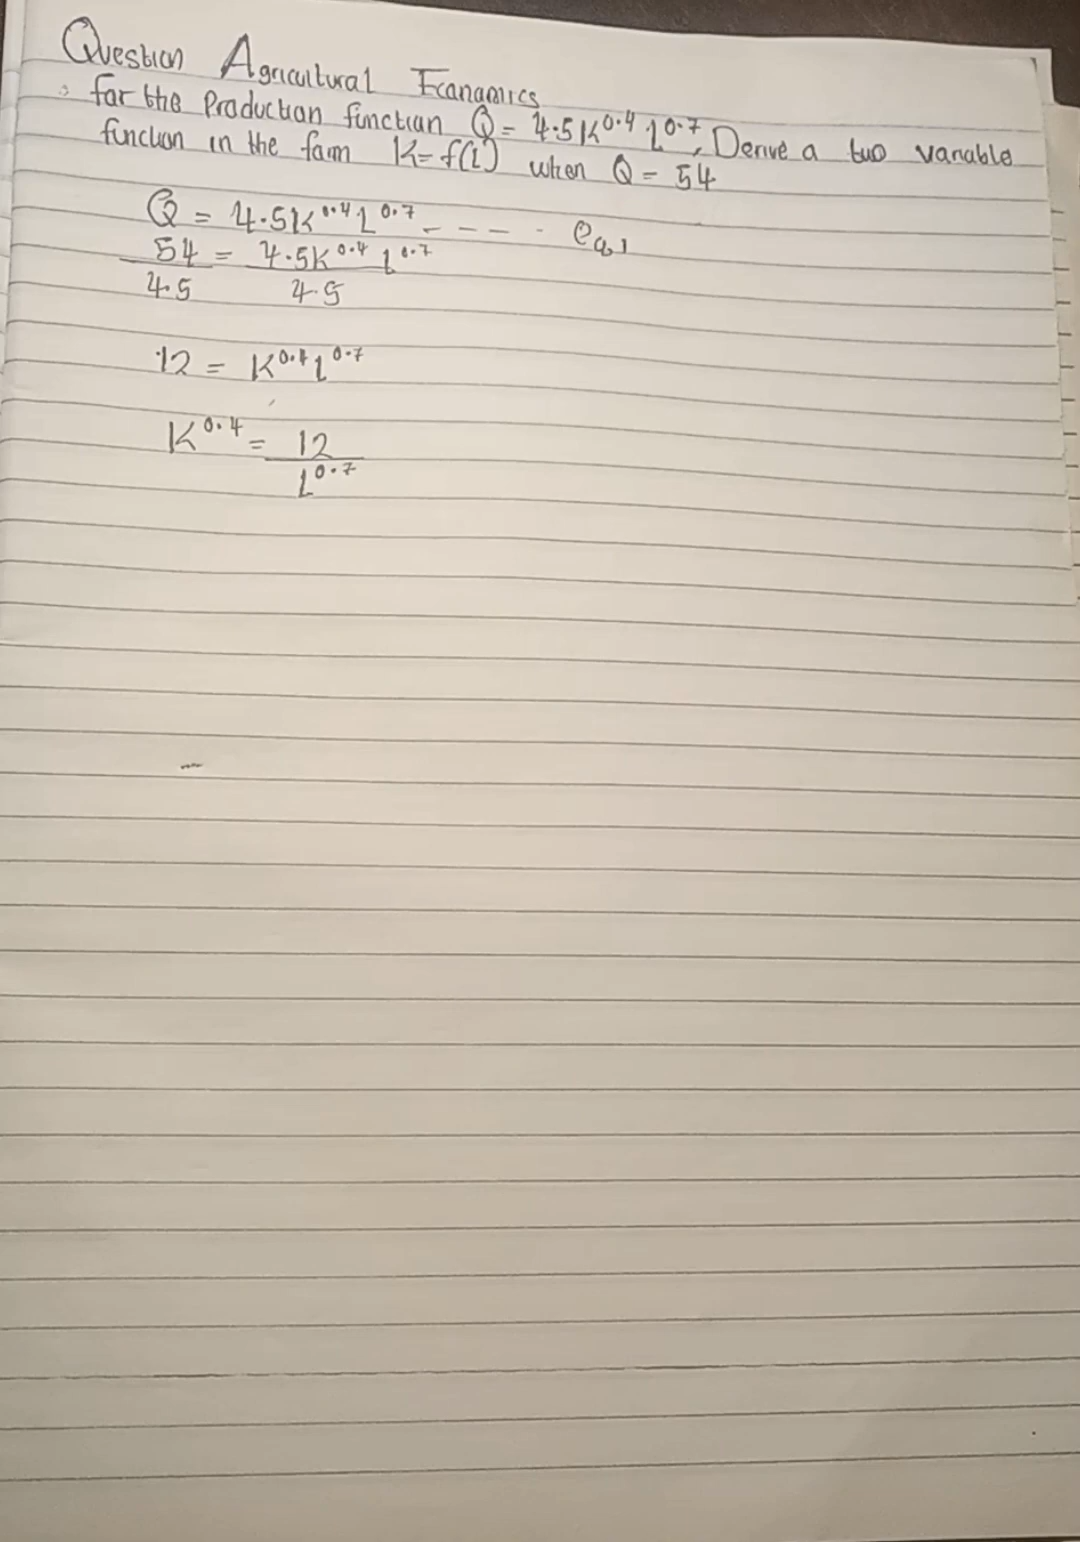 Question Agricultural Economics
for the Production function Q = 4.5K^0.4 L^0.7, Derive a two variable
function in the form K = f(L) when Q = 54
Q = 4.5K^0.4 L^0.7 - - - - eq 1
54 = 4.5K^0.4 L^0.7
4.5 4.5
12 = K^0.4 L^0.7
K^0.4 = 12
L^0.7